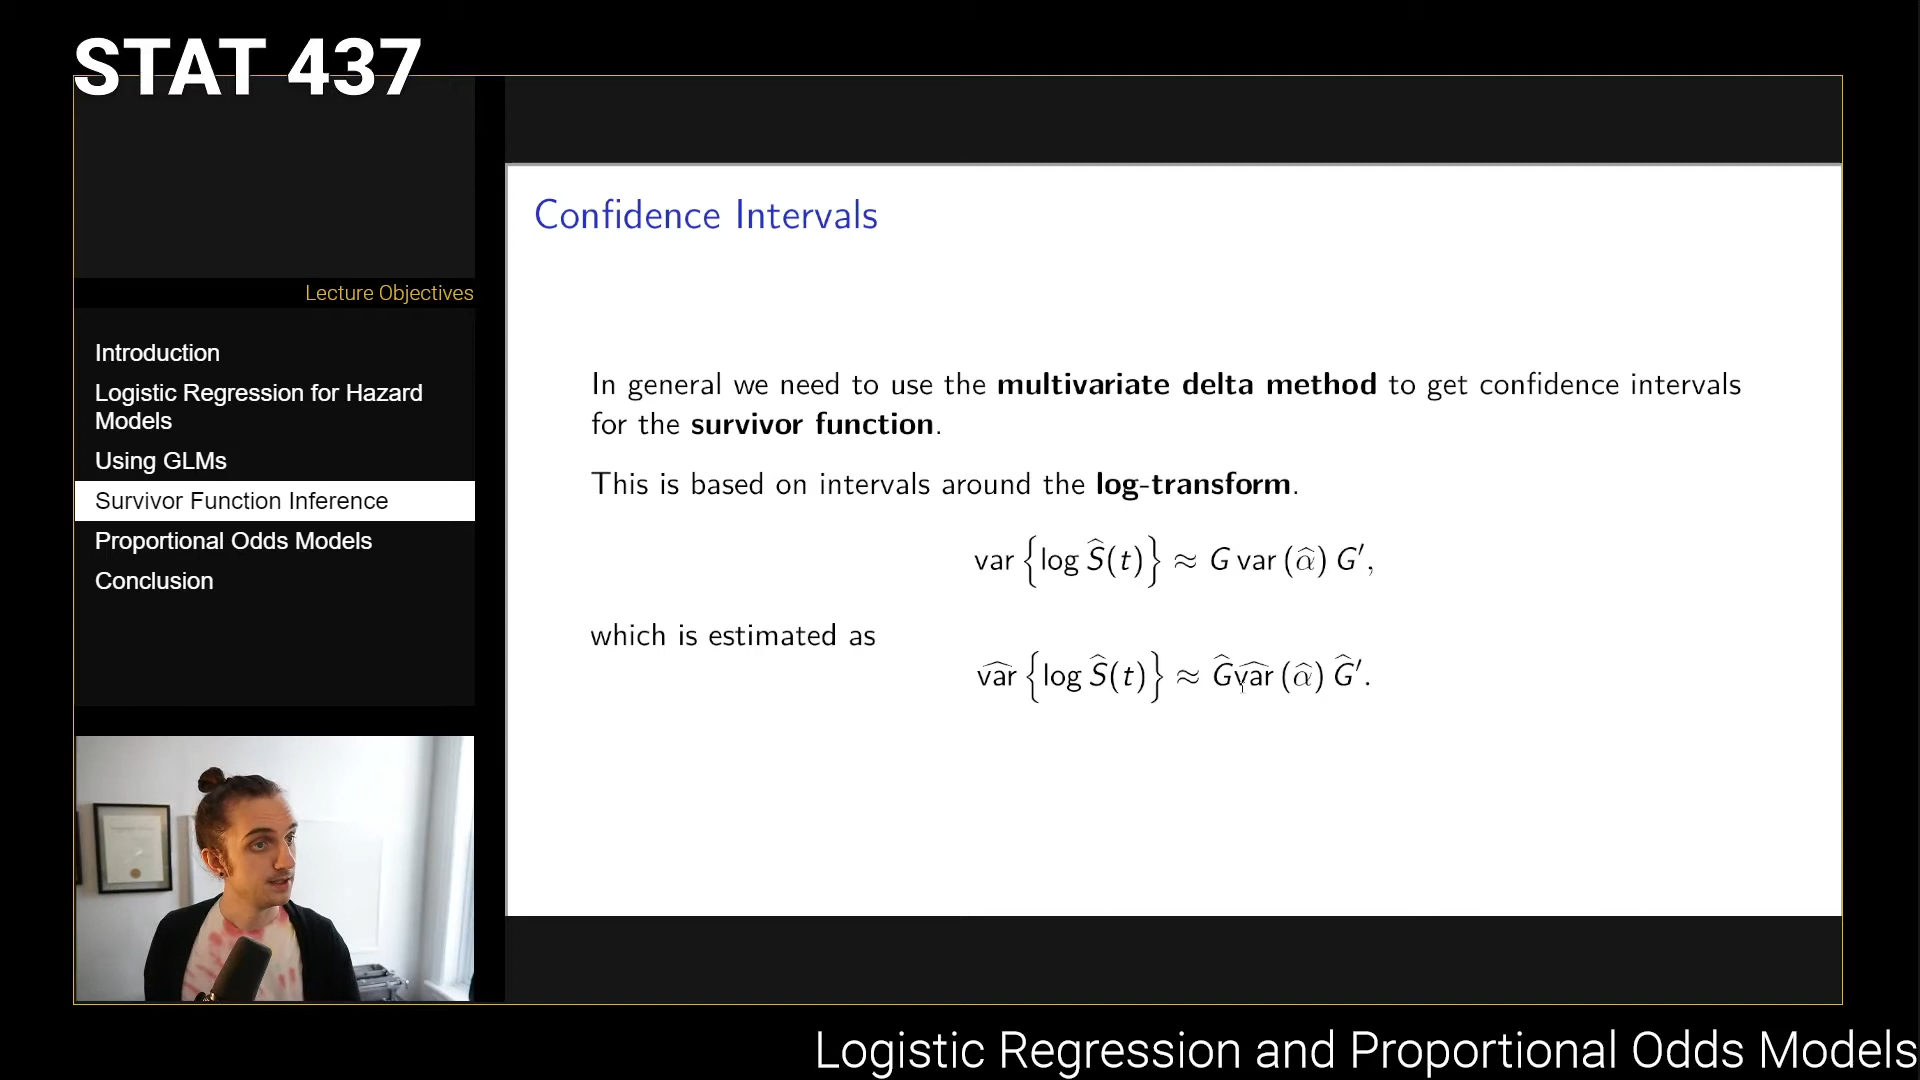 STAT 437
Lecture Objectives
Introduction
Logistic Regression for Hazard
Models
Using GLMs
Survivor Function Inference
Proportional Odds Models
Conclusion
Confidence Intervals
In general we need to use the multivariate delta method to get confidence intervals
for the survivor function.
This is based on intervals around the log-transform.
var {log Ŝ(t)} ≈ G var (α̂) G′,
which is estimated as
v̂ar {log Ŝ(t)} ≈ Ĝv̂ar (α̂) Ĝ′.
Logistic Regression and Proportional Odds Models